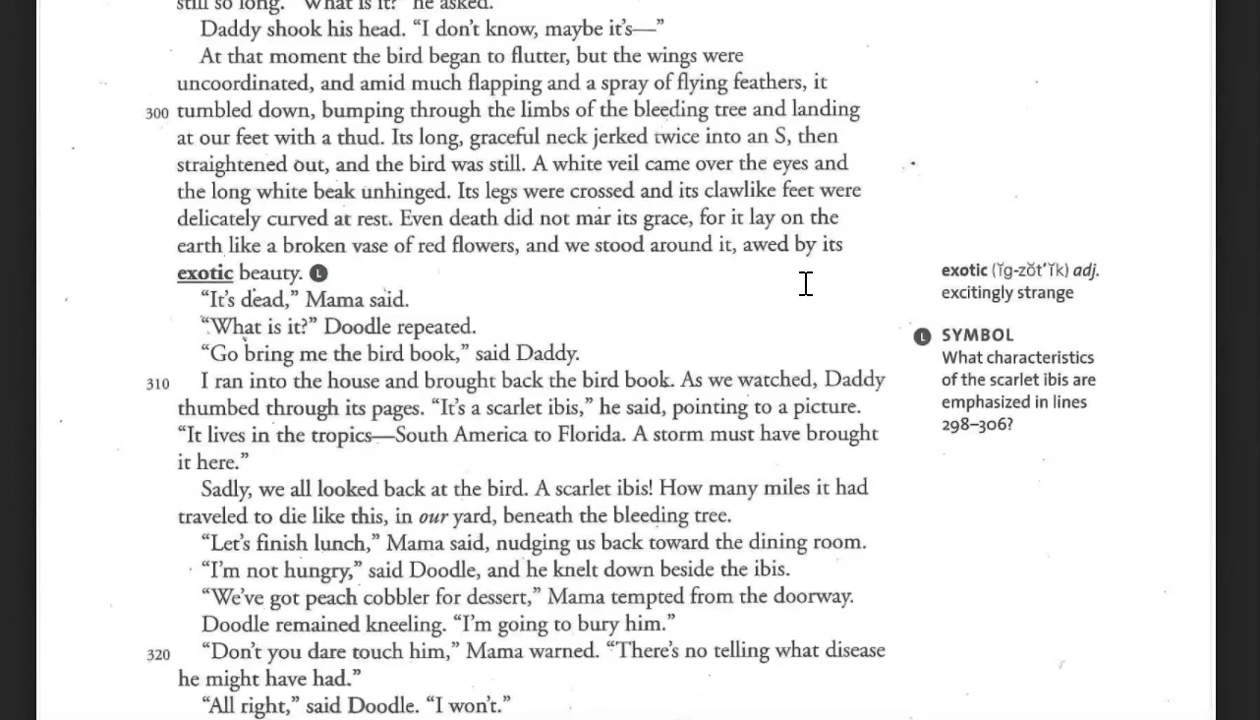 still so long. "What is it?" he asked.
Daddy shook his head. "I don't know, maybe it's—"
At that moment the bird began to flutter, but the wings were
uncoordinated, and amid much flapping and a spray of flying feathers, it
300 tumbled down, bumping through the limbs of the bleeding tree and landing
at our feet with a thud. Its long, graceful neck jerked twice into an S, then
straightened out, and the bird was still. A white veil came over the eyes and
the long white beak unhinged. Its legs were crossed and its clawlike feet were
delicately curved at rest. Even death did not mar its grace, for it lay on the
earth like a broken vase of red flowers, and we stood around it, awed by its
exotic beauty. L
"It's dead," Mama said.
"What is it?" Doodle repeated.
"Go bring me the bird book," said Daddy.
310 I ran into the house and brought back the bird book. As we watched, Daddy
thumbed through its pages. "It's a scarlet ibis," he said, pointing to a picture.
"It lives in the tropics—South America to Florida. A storm must have brought
it here."
Sadly, we all looked back at the bird. A scarlet ibis! How many miles it had
traveled to die like this, in our yard, beneath the bleeding tree.
"Let's finish lunch," Mama said, nudging us back toward the dining room.
"I'm not hungry," said Doodle, and he knelt down beside the ibis.
"We've got peach cobbler for dessert," Mama tempted from the doorway.
Doodle remained kneeling. "I'm going to bury him."
320 "Don't you dare touch him," Mama warned. "There's no telling what disease
he might have had."
"All right," said Doodle. "I won't."
exotic (ĭg-zŏt'ĭk) adj.
excitingly strange
L SYMBOL
What characteristics
of the scarlet ibis are
emphasized in lines
298–306?